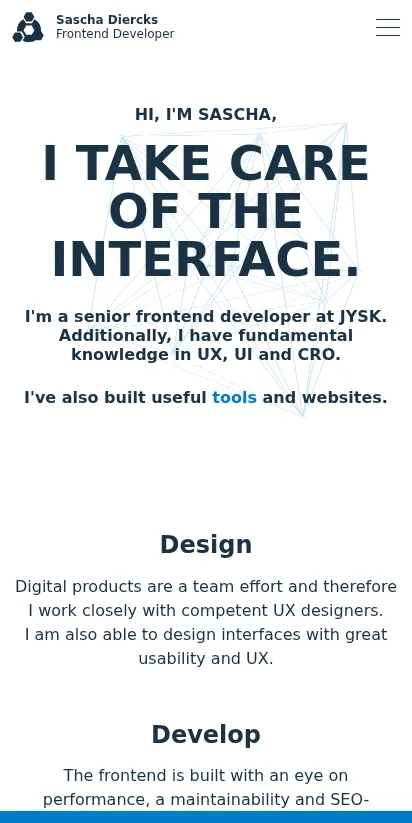 Sascha Diercks
Frontend Developer
HI, I'M SASCHA,
I TAKE CARE
OF THE
INTERFACE.
I'm a senior frontend developer at JYSK.
Additionally, I have fundamental
knowledge in UX, UI and CRO.
I've also built useful tools and websites.
Design
Digital products are a team effort and therefore
I work closely with competent UX designers.
I am also able to design interfaces with great
usability and UX.
Develop
The frontend is built with an eye on
performance, a maintainability and SEO-